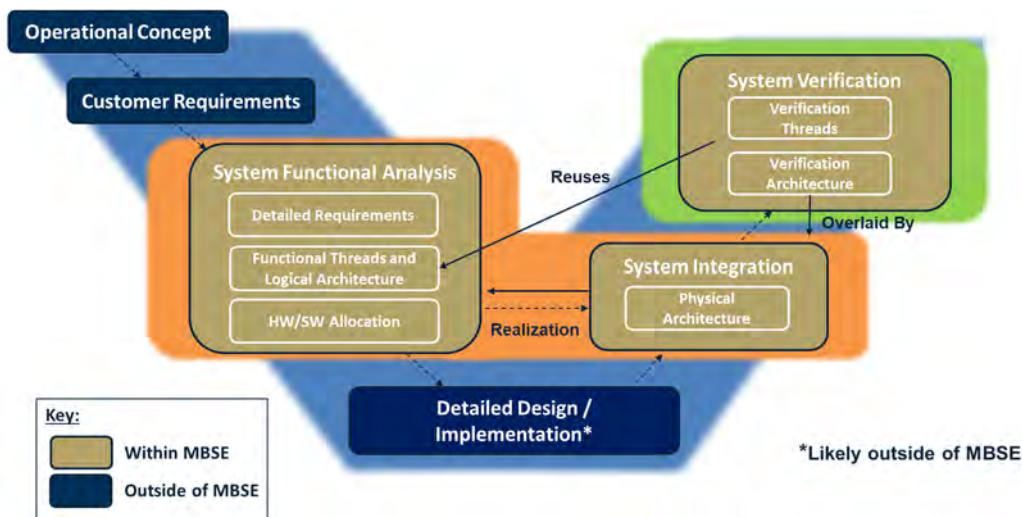 Operational Concept
Customer Requirements
System Functional Analysis
Detailed Requirements
Functional Threads and
Logical Architecture
HW/SW Allocation
Reuses
System Verification
Verification
Threads
Verification
Architecture
Overlaid By
System Integration
Physical
Architecture
Realization
Detailed Design /
Implementation*
Key:
Within MBSE
Outside of MBSE
*Likely outside of MBSE